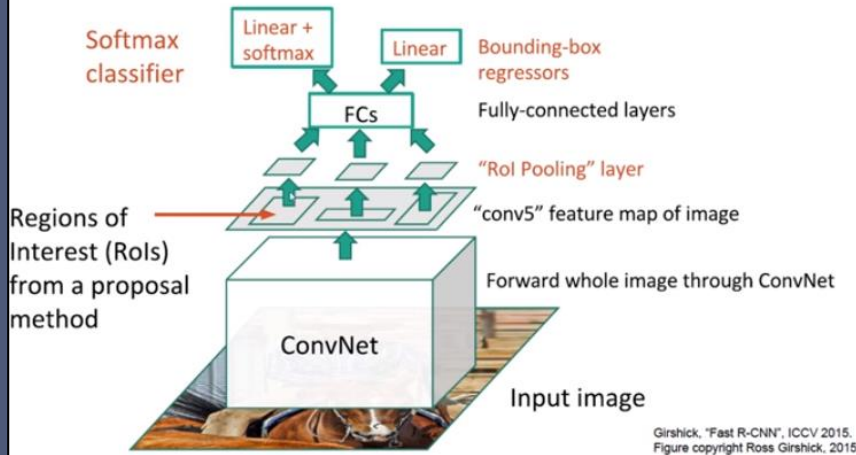 Softmax
classifier
Linear +
softmax
Linear
Bounding-box
regressors
FCs
Fully-connected layers
"RoI Pooling" layer
Regions of
Interest (RoIs)
from a proposal
method
"conv5" feature map of image
Forward whole image through ConvNet
ConvNet
Input image
Girshick, "Fast R-CNN", ICCV 2015.
Figure copyright Ross Girshick, 2015